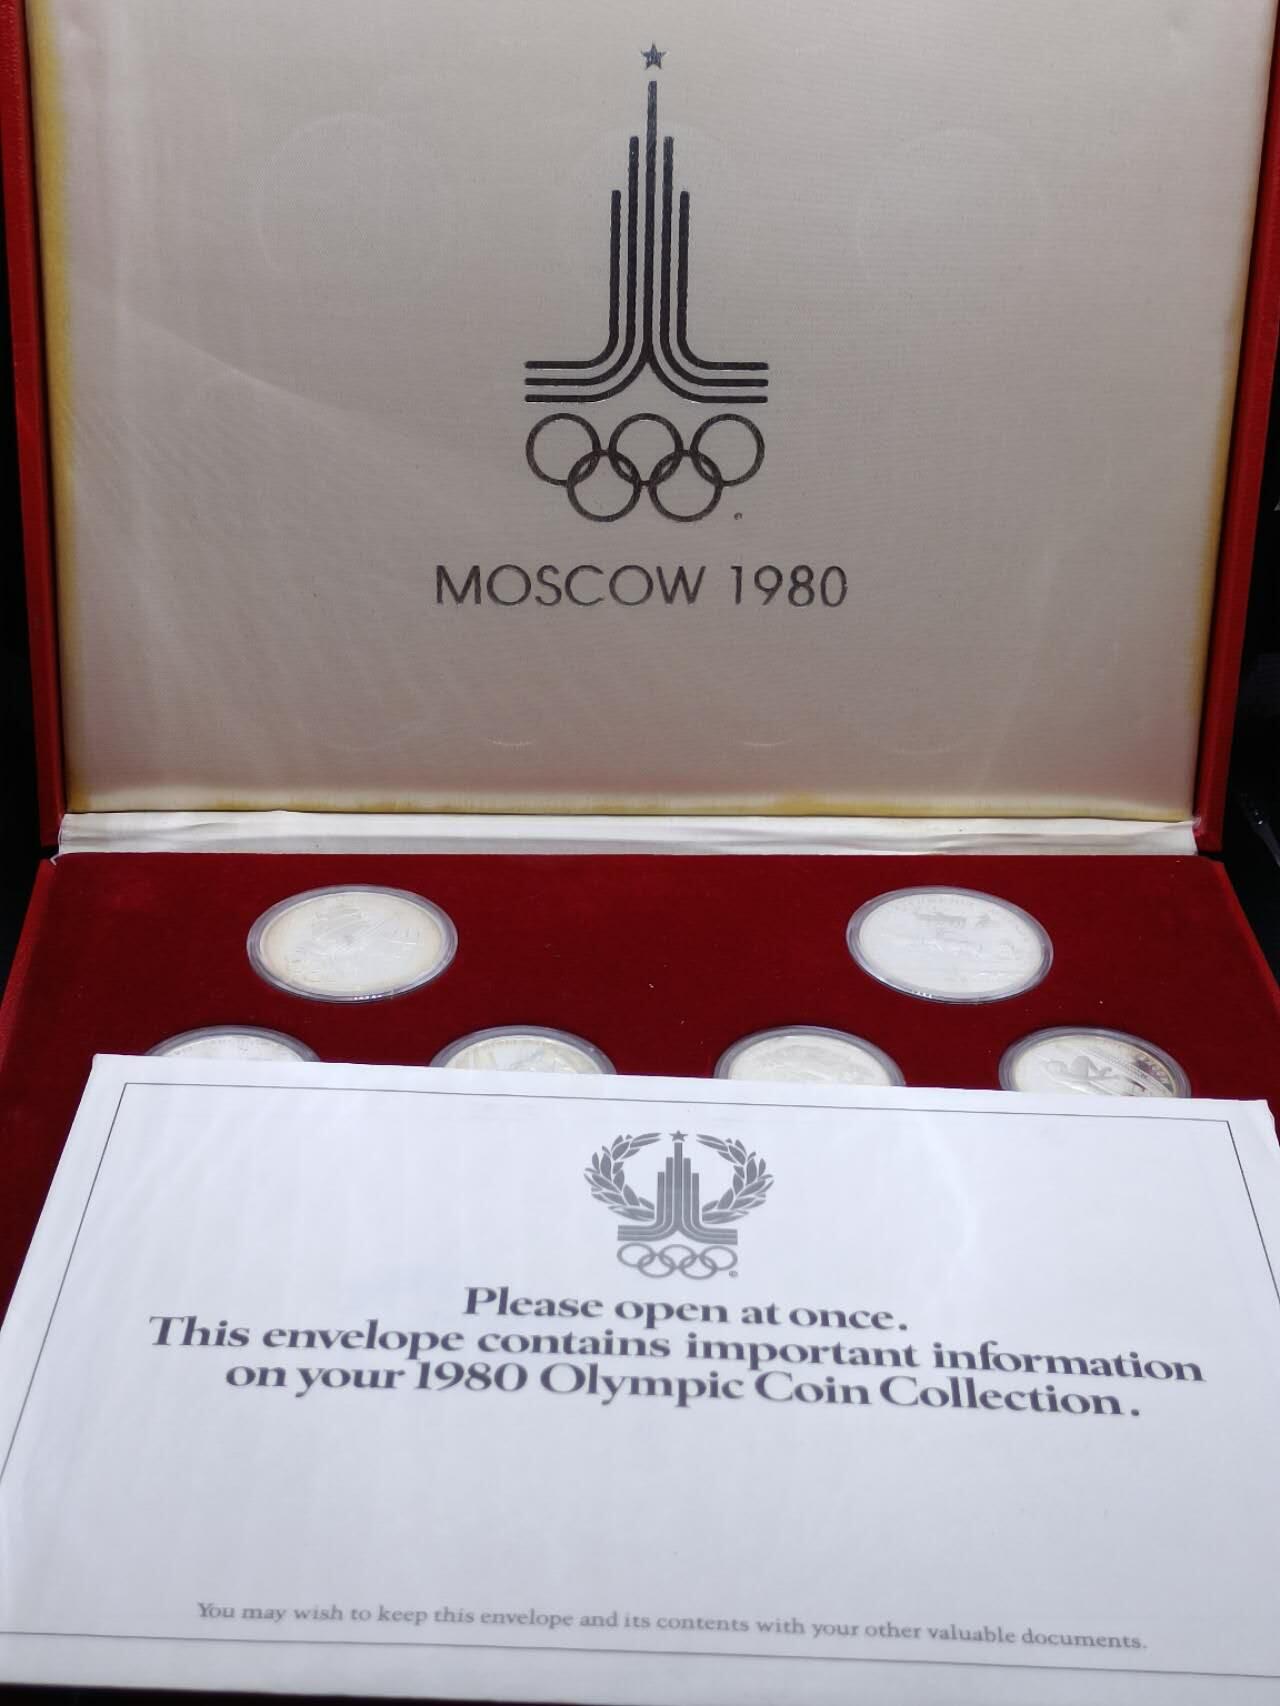 MOSCOW 1980
Please open at once.
This envelope contains important information
on your 1980 Olympic Coin Collection.
You may wish to keep this envelope and its contents with your other valuable documents.